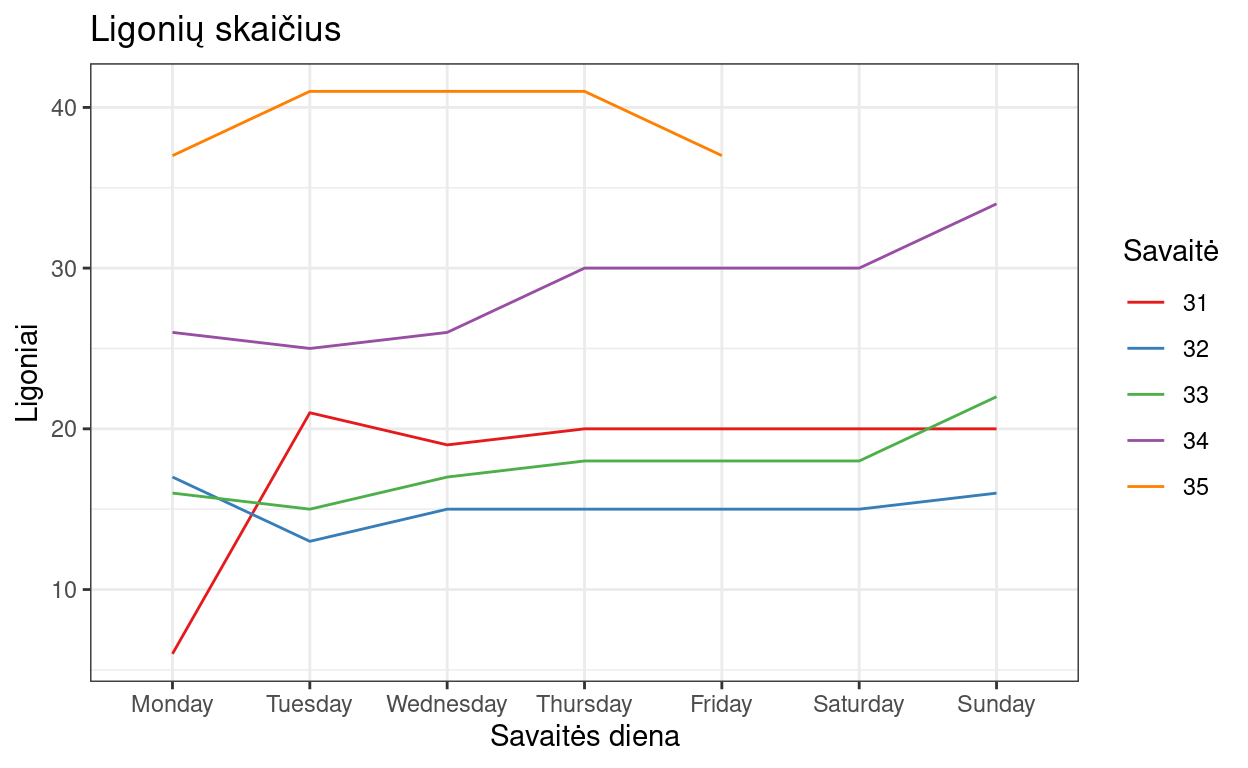 Ligonių skaičius
Ligoniai
40
30
20
10
Monday Tuesday Wednesday Thursday Friday Saturday Sunday
Savaitės diena
Savaitė
31
32
33
34
35